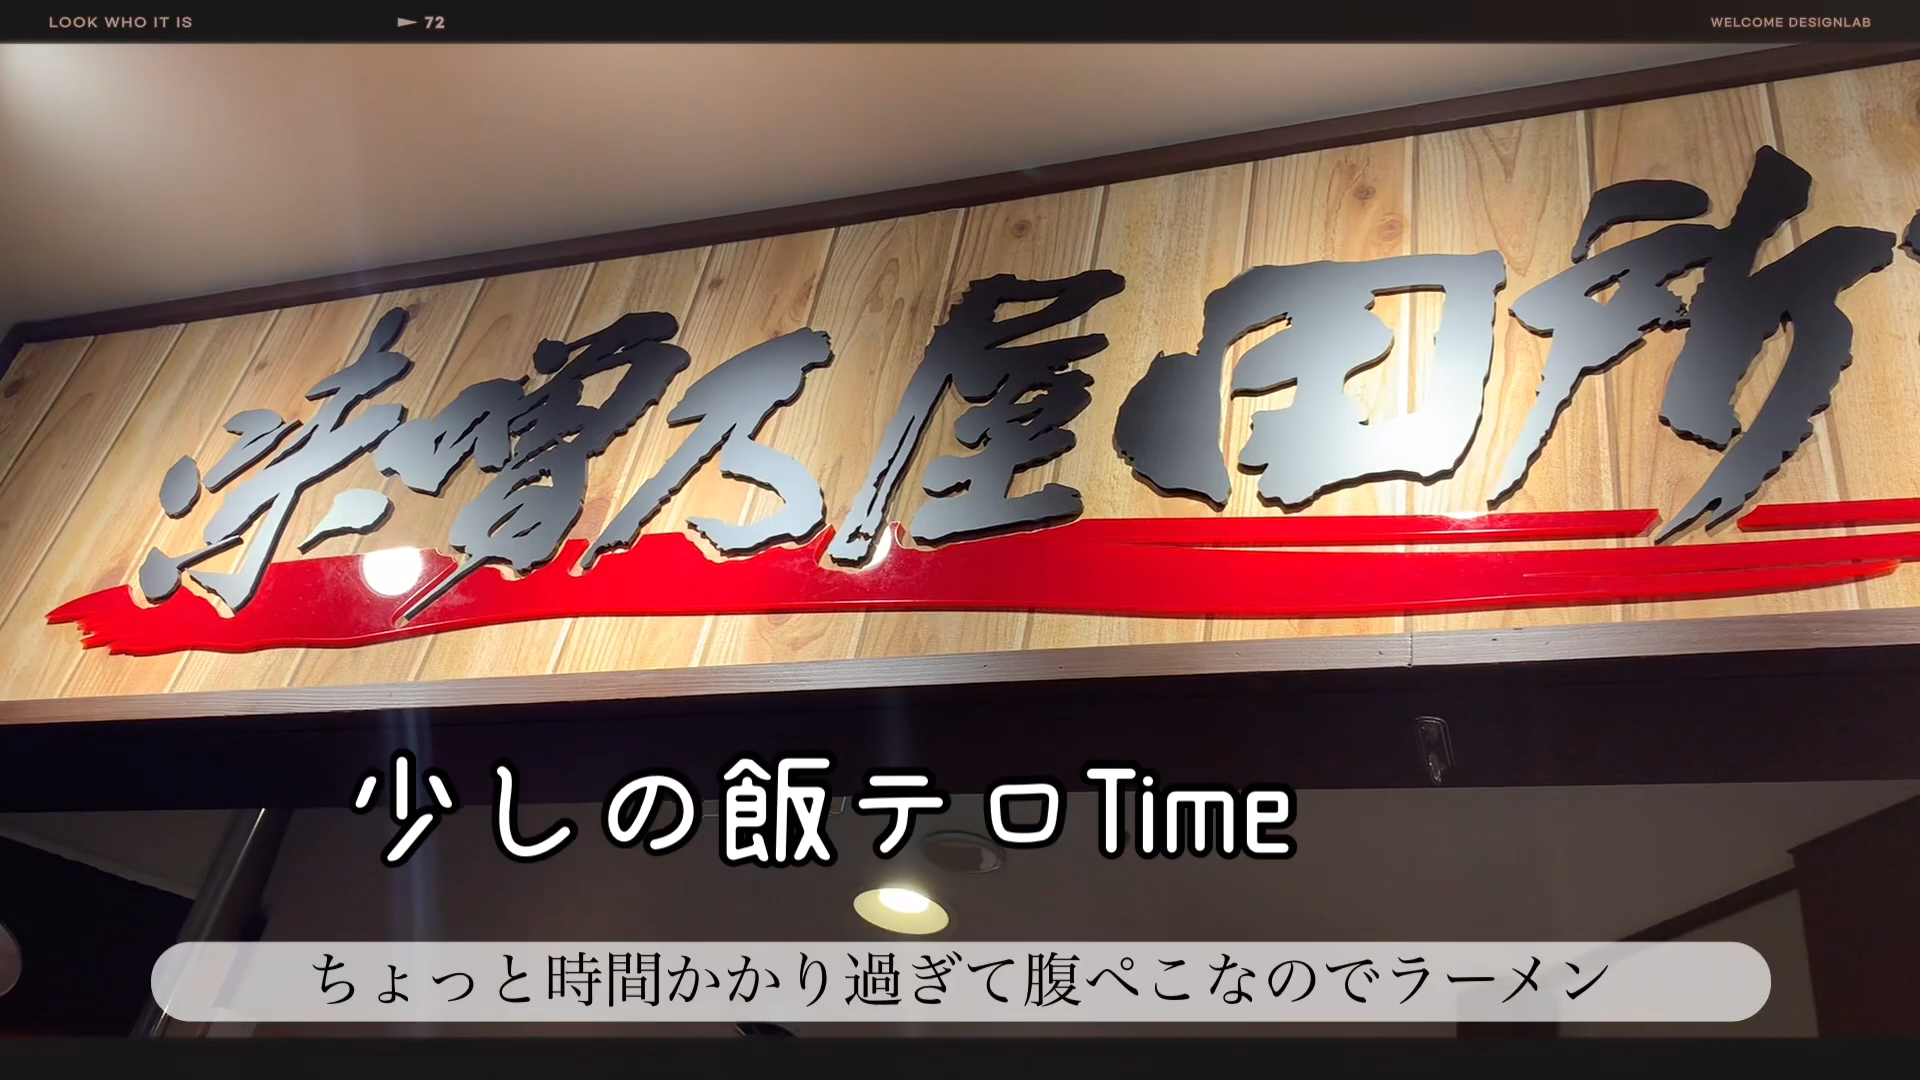 LOOK WHO IT IS
72
WELCOME DESIGNLAB
味噌乃屋 田所
少しの飯テロTime
ちょっと時間かかり過ぎて腹ぺこなのでラーメン